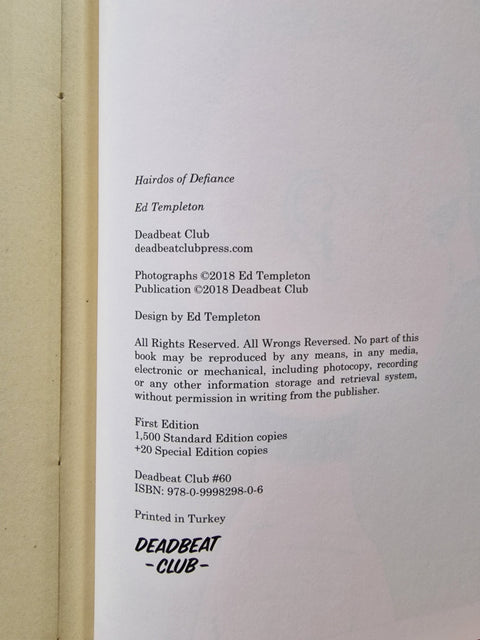 Hairdos of Defiance
Ed Templeton
Deadbeat Club
deadbeatclubpress.com
Photographs ©2018 Ed Templeton
Publication ©2018 Deadbeat Club
Design by Ed Templeton
All Rights Reserved. All Wrongs Reversed. No part of this
book may be reproduced by any means, in any media,
electronic or mechanical, including photocopy, recording
or any other information storage and retrieval system,
without permission in writing from the publisher.
First Edition
1,500 Standard Edition copies
+20 Special Edition copies
Deadbeat Club #60
ISBN: 978-0-9998298-0-6
Printed in Turkey
DEADBEAT
-CLUB-